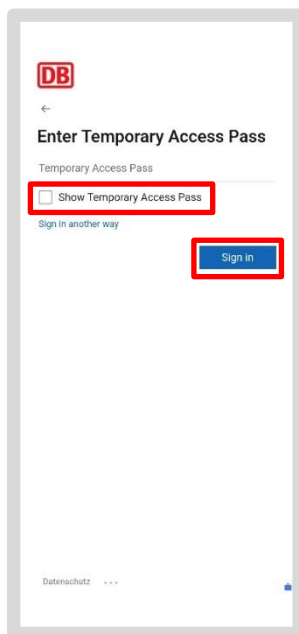 DB
Enter Temporary Access Pass
Temporary Access Pass
Show Temporary Access Pass
Sign in another way
Sign in
Datenschutz ...